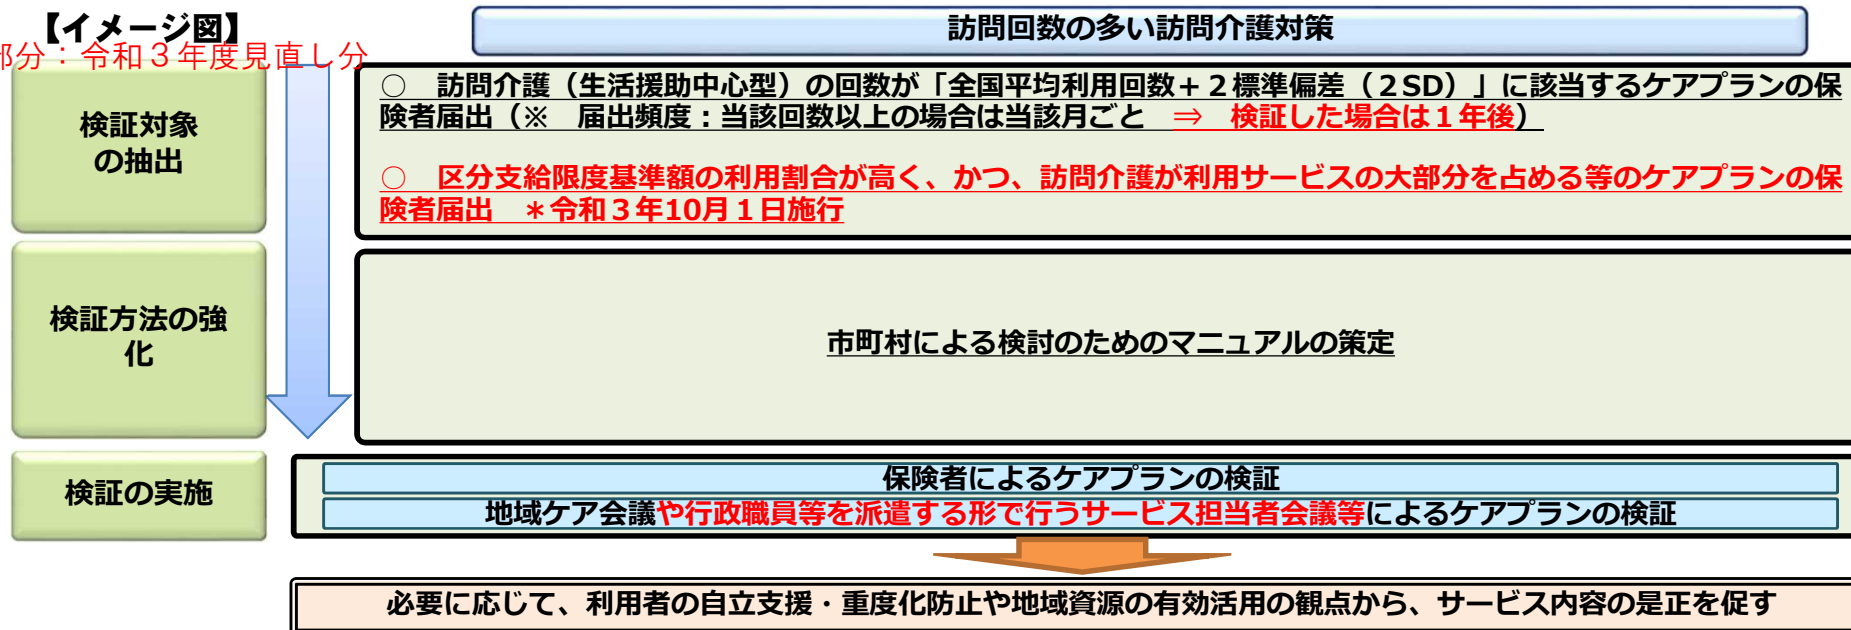 【イメージ図】
部分：令和３年度見直し分
訪問回数の多い訪問介護対策
検証対象
の抽出
○　訪問介護（生活援助中心型）の回数が「全国平均利用回数＋２標準偏差（２SD）」に該当するケアプランの保
険者届出（※　届出頻度：当該回数以上の場合は当該月ごと　⇒　検証した場合は１年後）
○　区分支給限度基準額の利用割合が高く、かつ、訪問介護が利用サービスの大部分を占める等のケアプランの保
険者届出　＊令和３年10月１日施行
検証方法の強
化
市町村による検討のためのマニュアルの策定
検証の実施
保険者によるケアプランの検証
地域ケア会議や行政職員等を派遣する形で行うサービス担当者会議等によるケアプランの検証
必要に応じて、利用者の自立支援・重度化防止や地域資源の有効活用の観点から、サービス内容の是正を促す